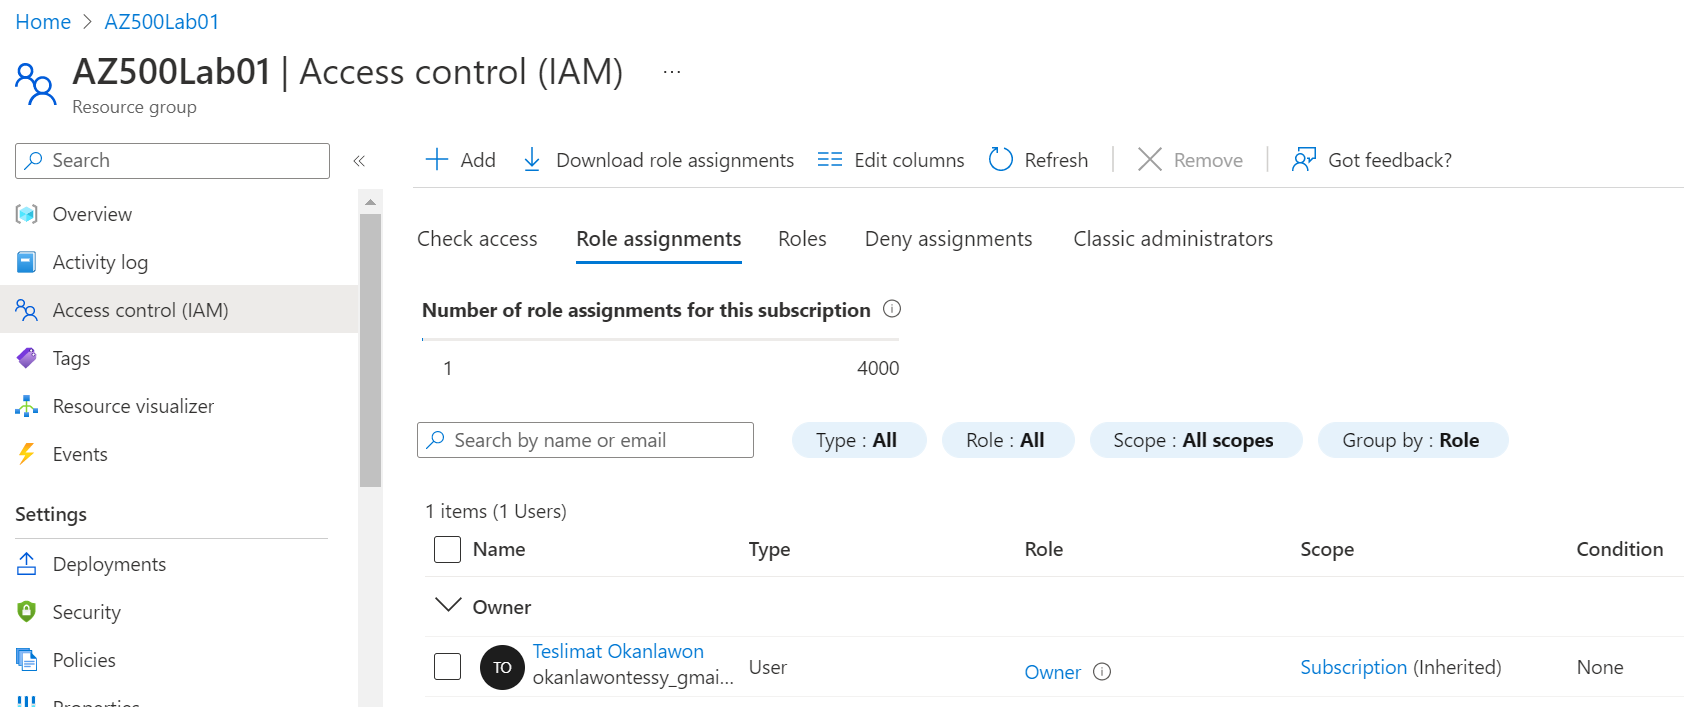 Home > AZ500Lab01
AZ500Lab01 | Access control (IAM) ...
Resource group
Search
«
Overview
Activity log
Access control (IAM)
Tags
Resource visualizer
Events
Settings
Deployments
Security
Policies
Properties
Add Download role assignments Edit columns Refresh Remove Got feedback?
Check access Role assignments Roles Deny assignments Classic administrators
Number of role assignments for this subscription
1 4000
Search by name or email Type : All Role : All Scope : All scopes Group by : Role
1 items (1 Users)
Name Type Role Scope Condition
Owner
TO Teslimat Okanlawon
okanlawontessy_gmai... User Owner Subscription (Inherited) None